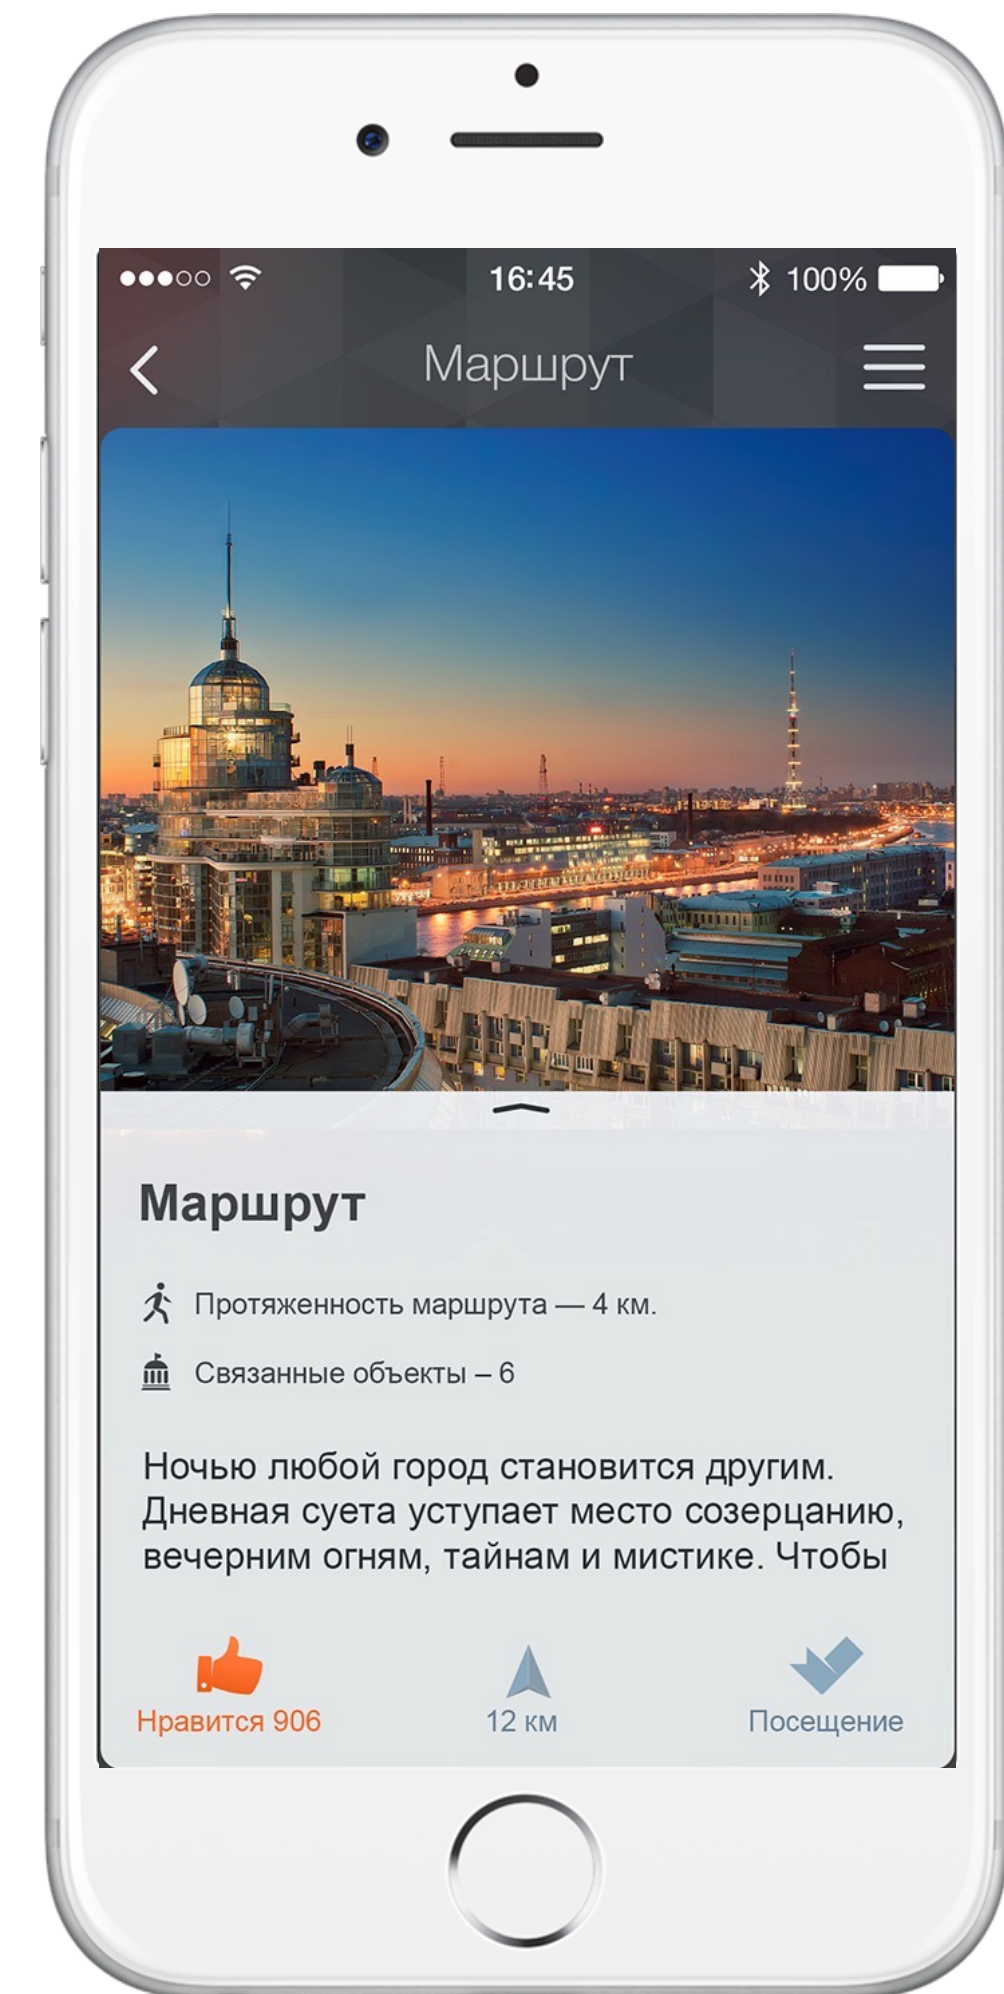 16:45
100%
Маршрут
Маршрут
Протяженность маршрута — 4 км.
Связанные объекты – 6
Ночью любой город становится другим.
Дневная суета уступает место созерцанию,
вечерним огням, тайнам и мистике. Чтобы
Нравится 906
12 км
Посещение